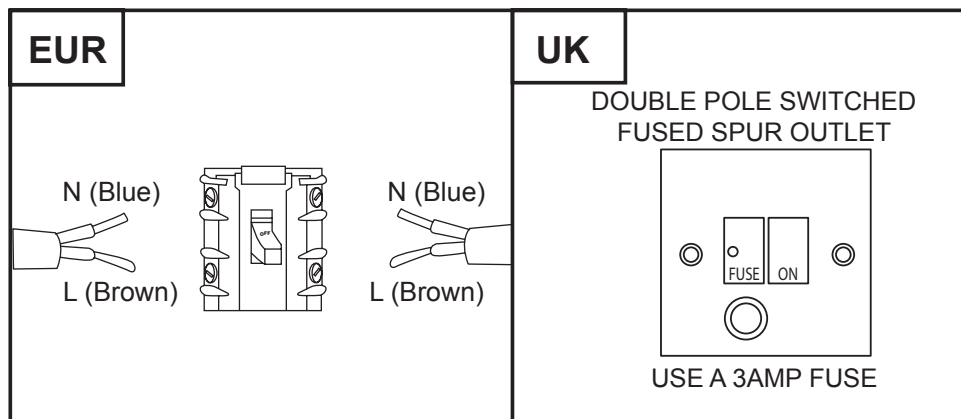 EUR
N (Blue)
L (Brown)
OFF
N (Blue)
L (Brown)
UK
DOUBLE POLE SWITCHED
FUSED SPUR OUTLET
FUSE
ON
USE A 3AMP FUSE